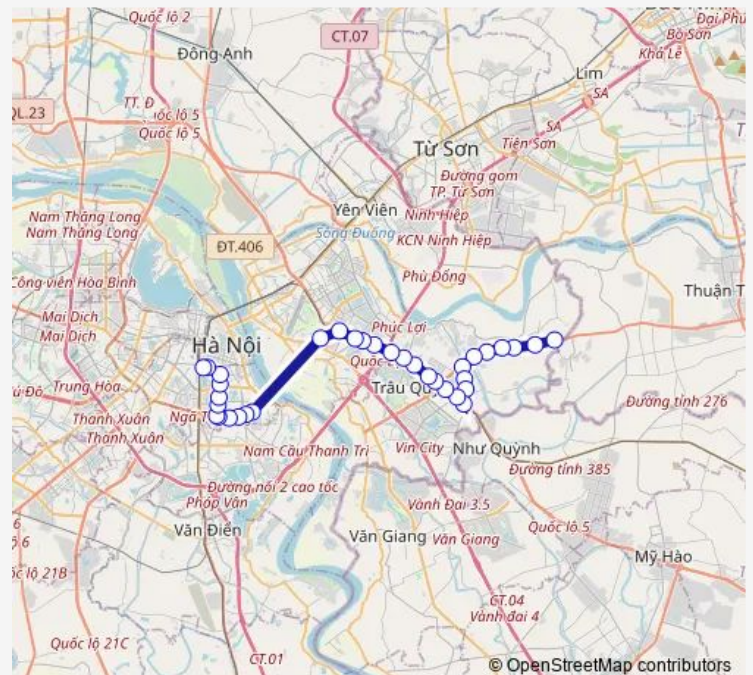 Quốc lộ 2
Đại Phú
CT.07
Bò Sơn
Đông Anh
Khả Lễ
Lim
QL.23
TT. Đ
iốc lộ 5
SA
Quốc lộ 5
SA
Từ Sơn
Tiên Sơn
Đường gom
TP. Từ Sơn
Yên Viên
Ninh Hiệp
Nam Thăng Long
Nam Thăng Long
Sông Đuống
ĐT.406
KCN Ninh Hiệp
Công viên Hòa Bình
Phù Đổng
Thuận T
Mai Dịch
Mai Dịch
Phúc Lợi
Hà Nội
Trung Hòa
Trâu Qu
Đường tỉnh 276
Thanh Xuân
Thanh Xuân
Ngã T
Vin City
Như Quỳnh
Nam Cầu Thanh Trì
Đường tỉnh 385
Đường nối 2 cao tốc
Pháp Vân
Vành Đai 3.5
Văn Điển
Văn Giang
Văn Giang
Quốc lộ 5
Mỹ Hào
ốc lộ 21B
CT.04
Vành đai 4
Quốc lộ 21C
CT.01
© OpenStreetMap contributors